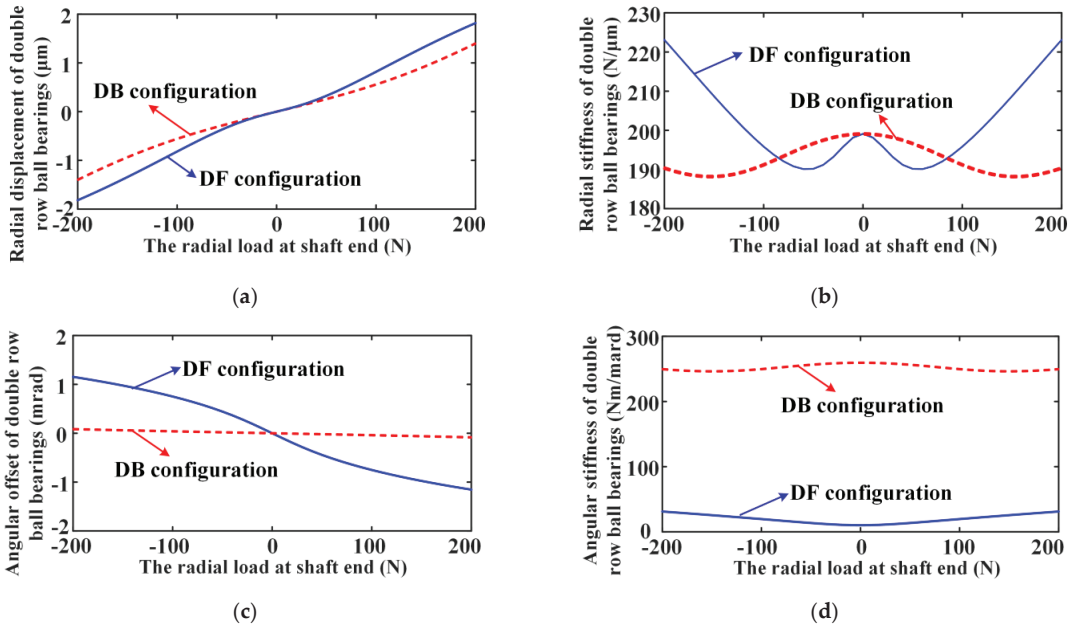 Radial displacement of double
row ball bearings (μm)
2
1
0
-1
-2
DB configuration
DF configuration
-200
-100
0
100
200
The radial load at shaft end (N)
(a)
Radial stiffness of double
row ball bearings (N/μm)
230
220
210
200
190
180
DF configuration
DB configuration
-200
-100
0
100
200
The radial load at shaft end (N)
(b)
Angular offset of double row
ball bearings (mrad)
2
1
0
-1
-2
DF configuration
DB configuration
-200
-100
0
100
200
The radial load at shaft end (N)
(c)
Angular stiffness of double
row ball bearings (Nm/mard)
300
200
100
0
DB configuration
DF configuration
-200
-100
0
100
200
The radial load at shaft end (N)
(d)